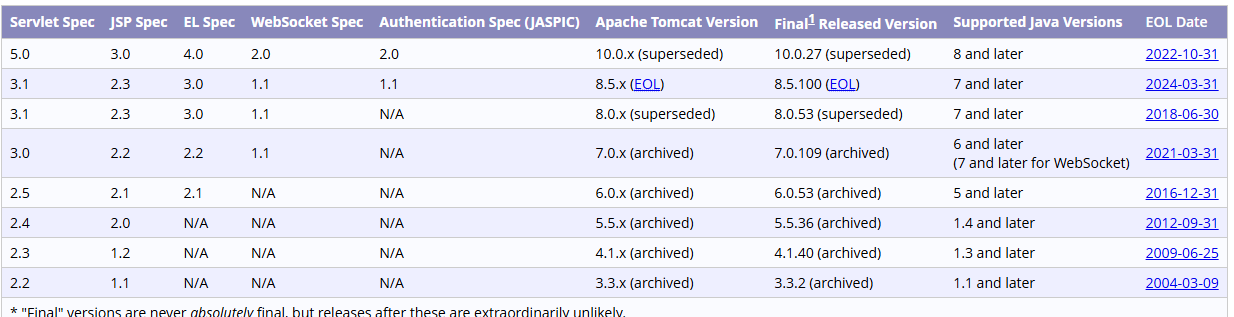 Servlet Spec JSP Spec EL Spec WebSocket Spec Authentication Spec (JASPIC) Apache Tomcat Version Final1 Released Version Supported Java Versions EOL Date
5.0 3.0 4.0 2.0 2.0 10.0.x (superseded) 10.0.27 (superseded) 8 and later 2022-10-31
3.1 2.3 3.0 1.1 1.1 8.5.x (EOL) 8.5.100 (EOL) 7 and later 2024-03-31
3.1 2.3 3.0 1.1 N/A 8.0.x (superseded) 8.0.53 (superseded) 7 and later 2018-06-30
3.0 2.2 2.2 1.1 N/A 7.0.x (archived) 7.0.109 (archived) 6 and later
(7 and later for WebSocket) 2021-03-31
2.5 2.1 2.1 N/A N/A 6.0.x (archived) 6.0.53 (archived) 5 and later 2016-12-31
2.4 2.0 N/A N/A N/A 5.5.x (archived) 5.5.36 (archived) 1.4 and later 2012-09-31
2.3 1.2 N/A N/A N/A 4.1.x (archived) 4.1.40 (archived) 1.3 and later 2009-06-25
2.2 1.1 N/A N/A N/A 3.3.x (archived) 3.3.2 (archived) 1.1 and later 2004-03-09
* "Final" versions are never absolutely final, but releases after these are extraordinarily unlikely.